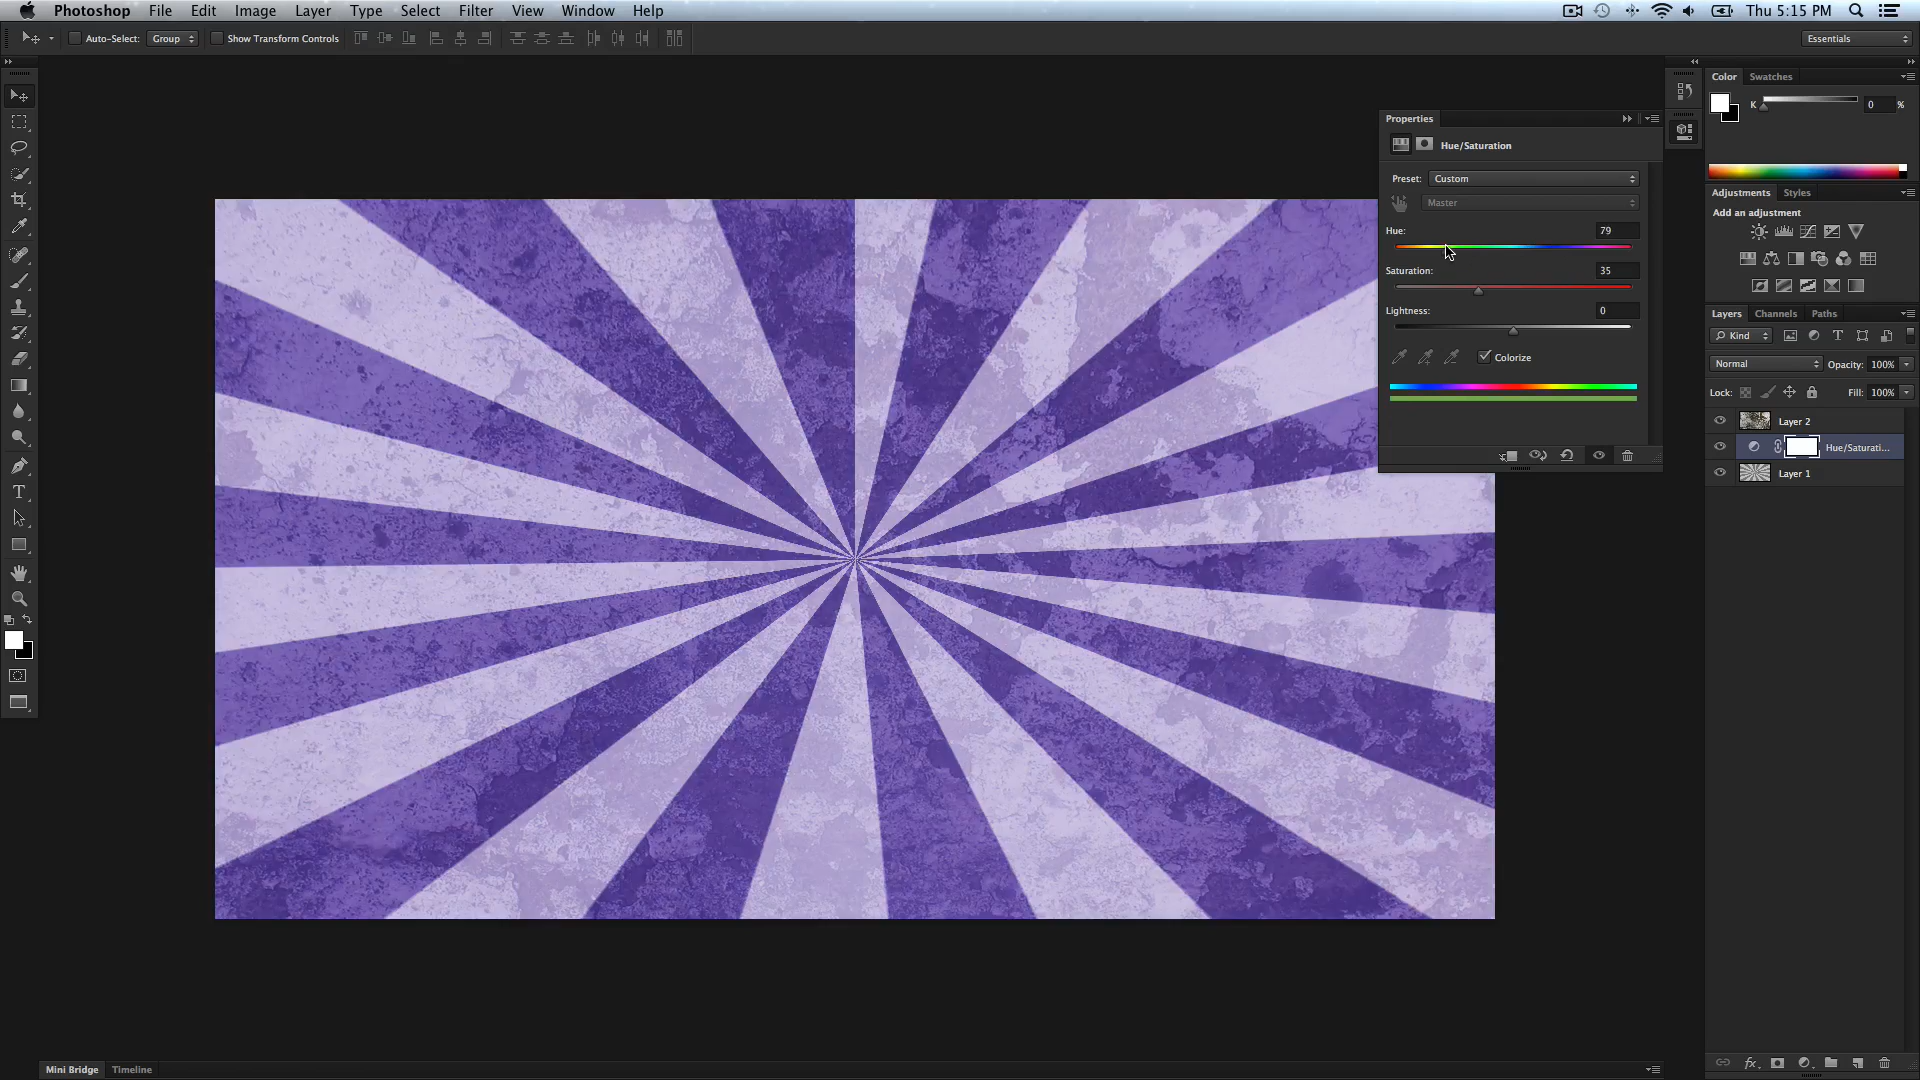 Photoshop File Edit Image Layer Type Select Filter View Window Help Thu 5:15 PM
Auto-Select: Group Show Transform Controls Essentials
Color Swatches
K 0 %
Properties
Hue/Saturation
Preset: Custom
Master
Hue: 79
Saturation: 35
Lightness: 0
Colorize
Adjustments Styles
Add an adjustment
Layers Channels Paths
Kind
Normal Opacity: 100%
Lock: Fill: 100%
Layer 2
Hue/Saturati...
Layer 1
Mini Bridge Timeline